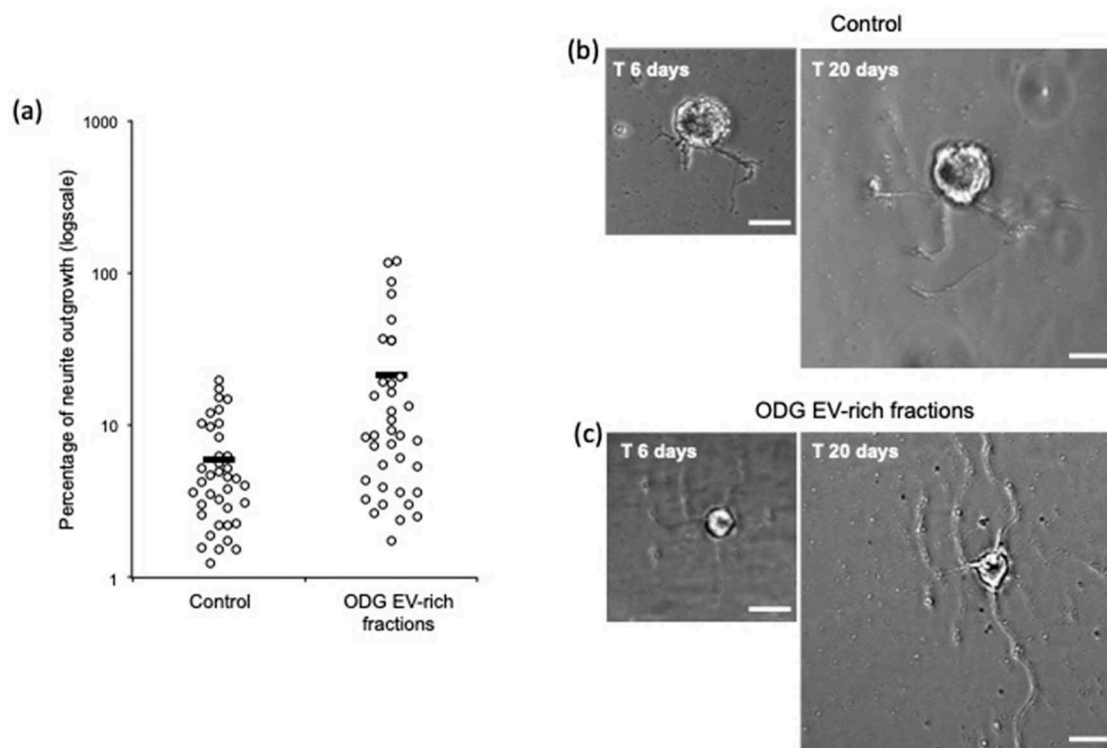 (a)
Percentage of neurite outgrowth (logscale)
1000
100
10
1
Control
ODG EV-rich
fractions
Control
(b)
T 6 days
T 20 days
ODG EV-rich fractions
(c)
T 6 days
T 20 days